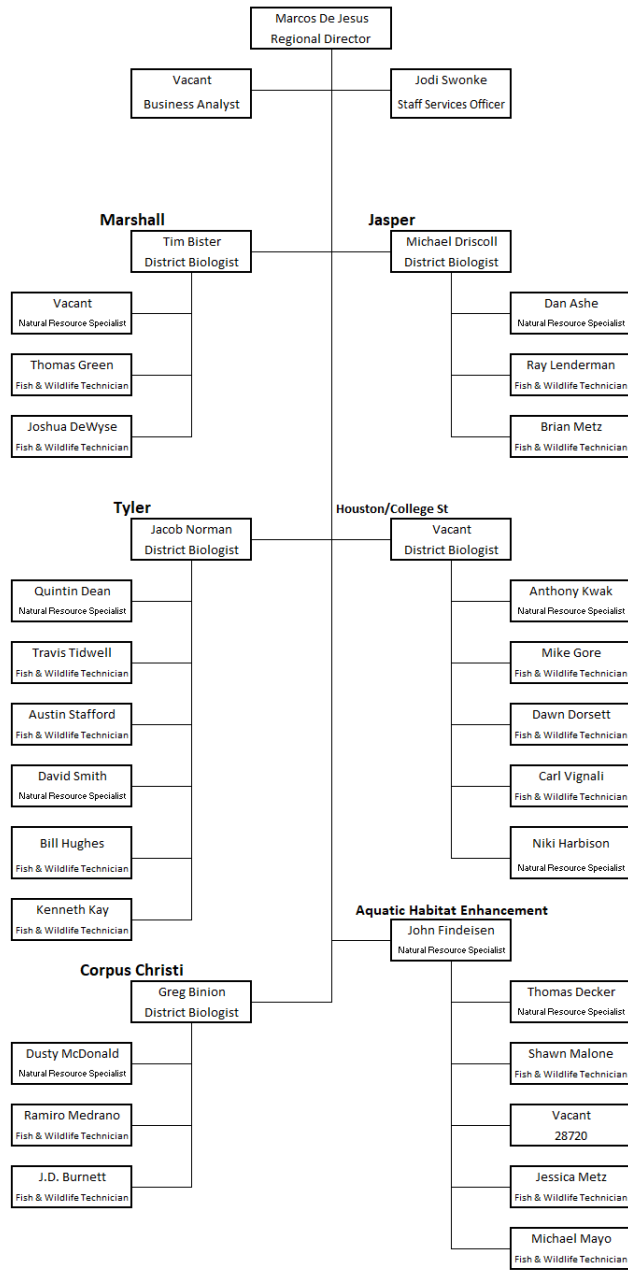 Marcos De Jesus
Regional Director
Vacant
Business Analyst
Jodi Swonke
Staff Services Officer
Marshall
Tim Bister
District Biologist
Vacant
Natural Resource Specialist
Thomas Green
Fish & Wildlife Technician
Joshua DeWyse
Fish & Wildlife Technician
Jasper
Michael Driscoll
District Biologist
Dan Ashe
Natural Resource Specialist
Ray Lenderman
Fish & Wildlife Technician
Brian Metz
Fish & Wildlife Technician
Tyler
Jacob Norman
District Biologist
Quintin Dean
Natural Resource Specialist
Travis Tidwell
Fish & Wildlife Technician
Austin Stafford
Fish & Wildlife Technician
David Smith
Natural Resource Specialist
Bill Hughes
Fish & Wildlife Technician
Kenneth Kay
Fish & Wildlife Technician
Houston/College St
Vacant
District Biologist
Anthony Kwak
Natural Resource Specialist
Mike Gore
Fish & Wildlife Technician
Dawn Dorsett
Fish & Wildlife Technician
Carl Vignali
Fish & Wildlife Technician
Niki Harbison
Natural Resource Specialist
Corpus Christi
Greg Binion
District Biologist
Dusty McDonald
Natural Resource Specialist
Ramiro Medrano
Fish & Wildlife Technician
J.D. Burnett
Fish & Wildlife Technician
Aquatic Habitat Enhancement
John Findeisen
Natural Resource Specialist
Thomas Decker
Natural Resource Specialist
Shawn Malone
Fish & Wildlife Technician
Vacant
28720
Jessica Metz
Fish & Wildlife Technician
Michael Mayo
Fish & Wildlife Technician